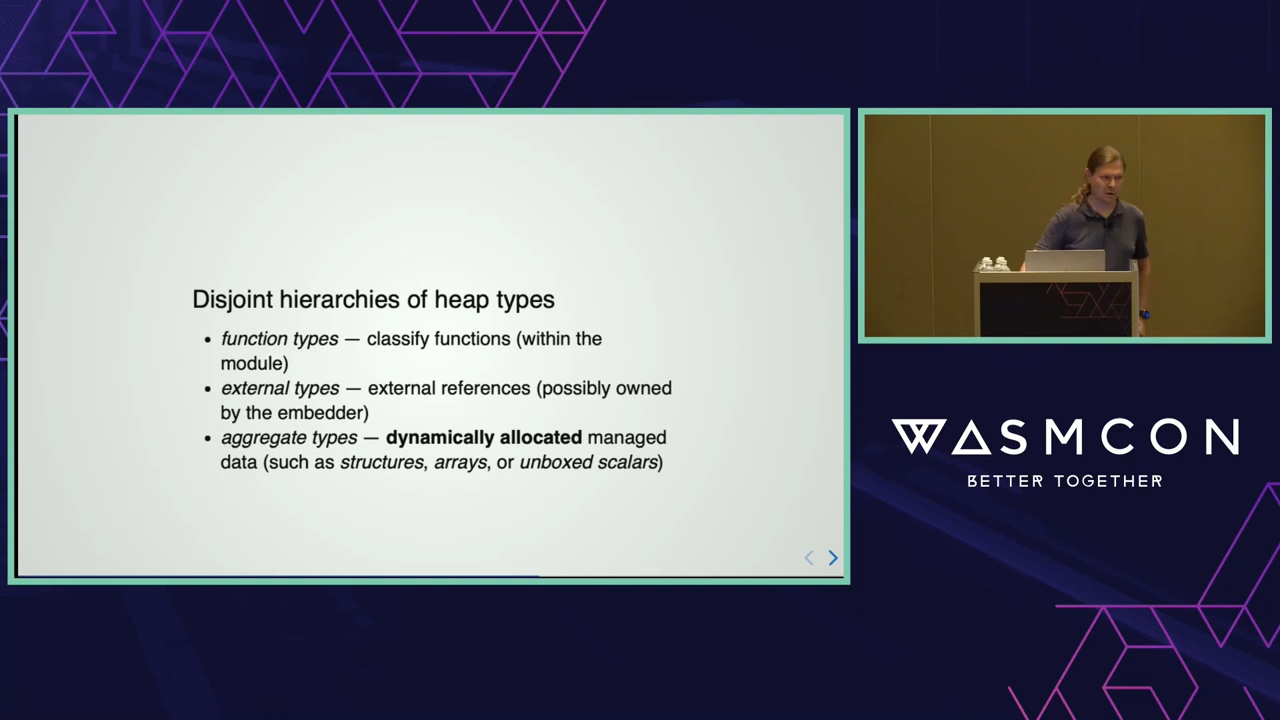 Disjoint hierarchies of heap types
• function types — classify functions (within the
module)
• external types — external references (possibly owned
by the embedder)
• aggregate types — dynamically allocated managed
data (such as structures, arrays, or unboxed scalars)
WASMCON
BETTER TOGETHER